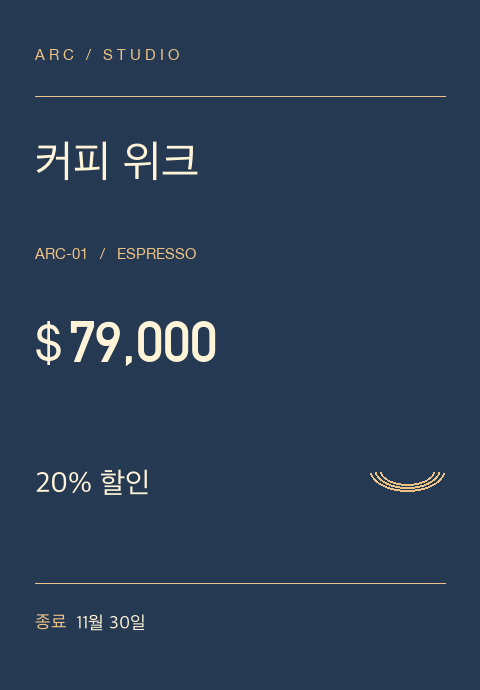 ARC / STUDIO
커피 위크
ARC-01 / ESPRESSO
$79,000
20% 할인
종료 11월 30일